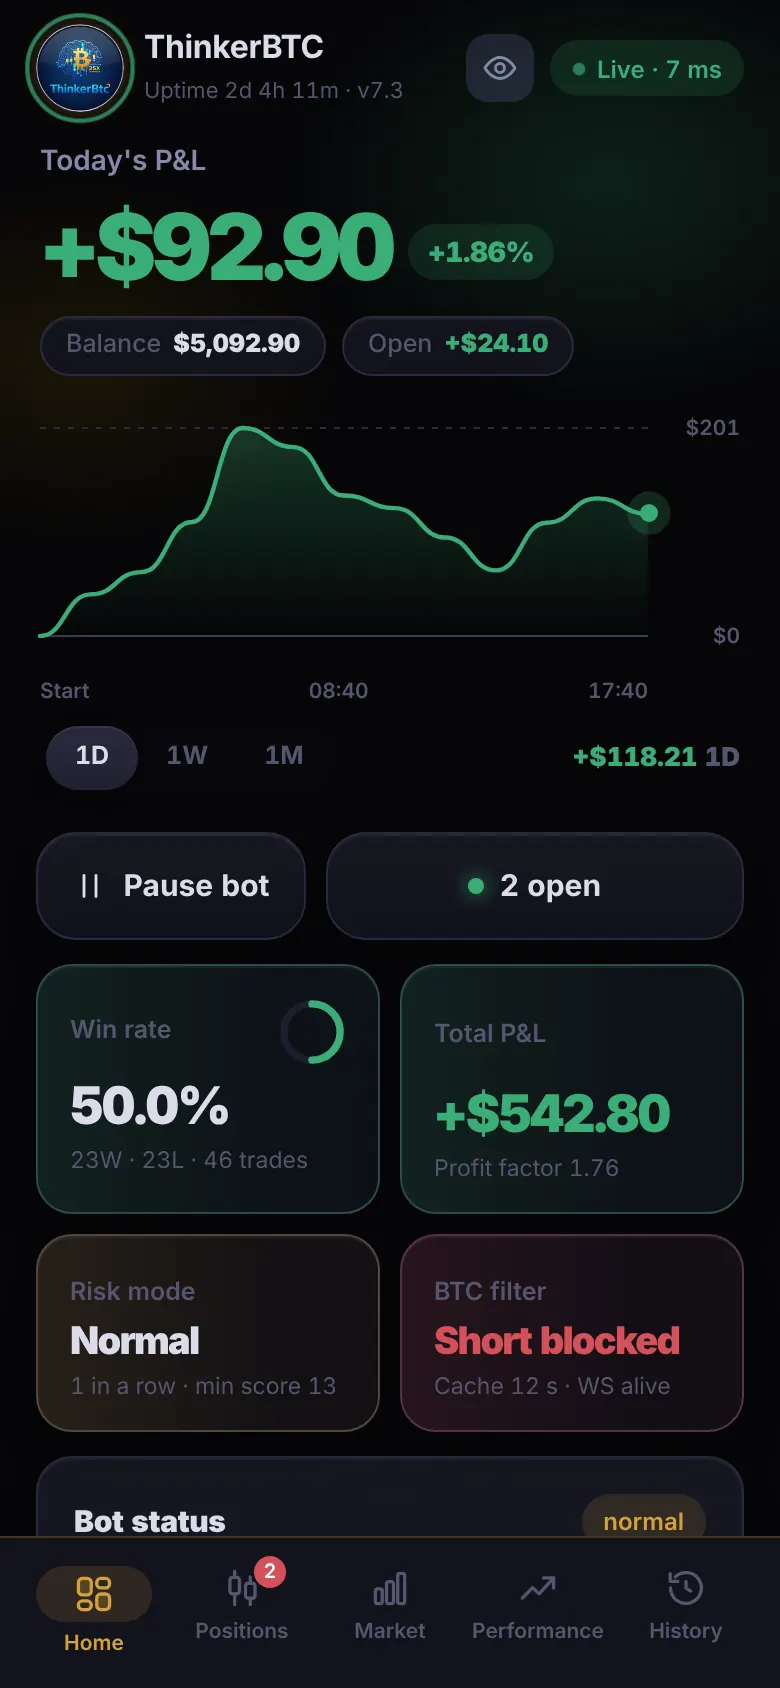 ThinkerBTC
Uptime 2d 4h 11m · v7.3
Live · 7 ms
25X
ThinkerBtc
Today's P&L
+$92.90
+1.86%
Balance $5,092.90
Open +$24.10
$201
$0
Start
08:40
17:40
1D
1W
1M
+$118.21 1D
Pause bot
2 open
Win rate
50.0%
23W · 23L · 46 trades
Total P&L
+$542.80
Profit factor 1.76
Risk mode
Normal
1 in a row · min score 13
BTC filter
Short blocked
Cache 12 s · WS alive
Bot status
normal
2
Home
Positions
Market
Performance
History